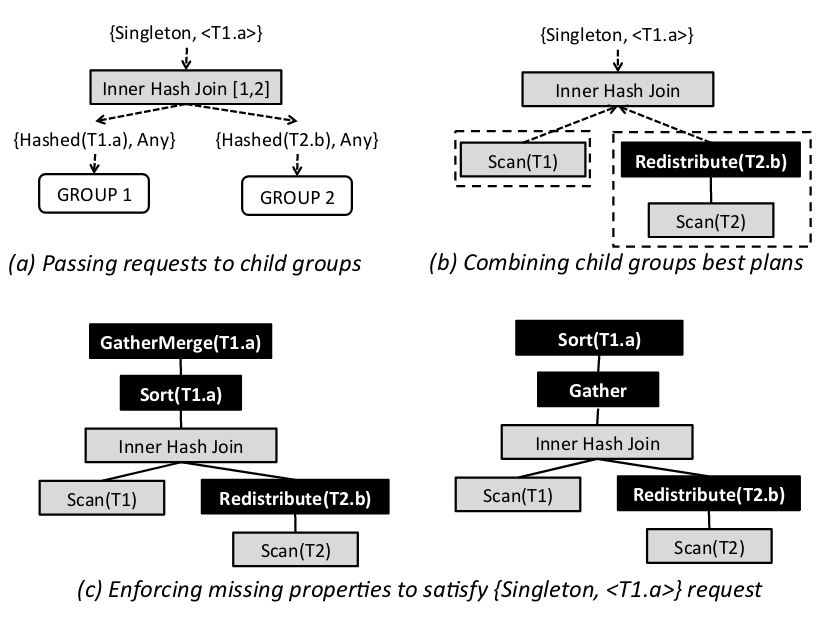 {Singleton, <T1.a>}
Inner Hash Join [1,2]
{Hashed(T1.a), Any}
{Hashed(T2.b), Any}
GROUP 1
GROUP 2
(a) Passing requests to child groups
{Singleton, <T1.a>}
Inner Hash Join
Scan(T1)
Redistribute(T2.b)
Scan(T2)
(b) Combining child groups best plans
GatherMerge(T1.a)
Sort(T1.a)
Inner Hash Join
Scan(T1)
Redistribute(T2.b)
Scan(T2)
Sort(T1.a)
Gather
Inner Hash Join
Scan(T1)
Redistribute(T2.b)
Scan(T2)
(c) Enforcing missing properties to satisfy {Singleton, <T1.a>} request